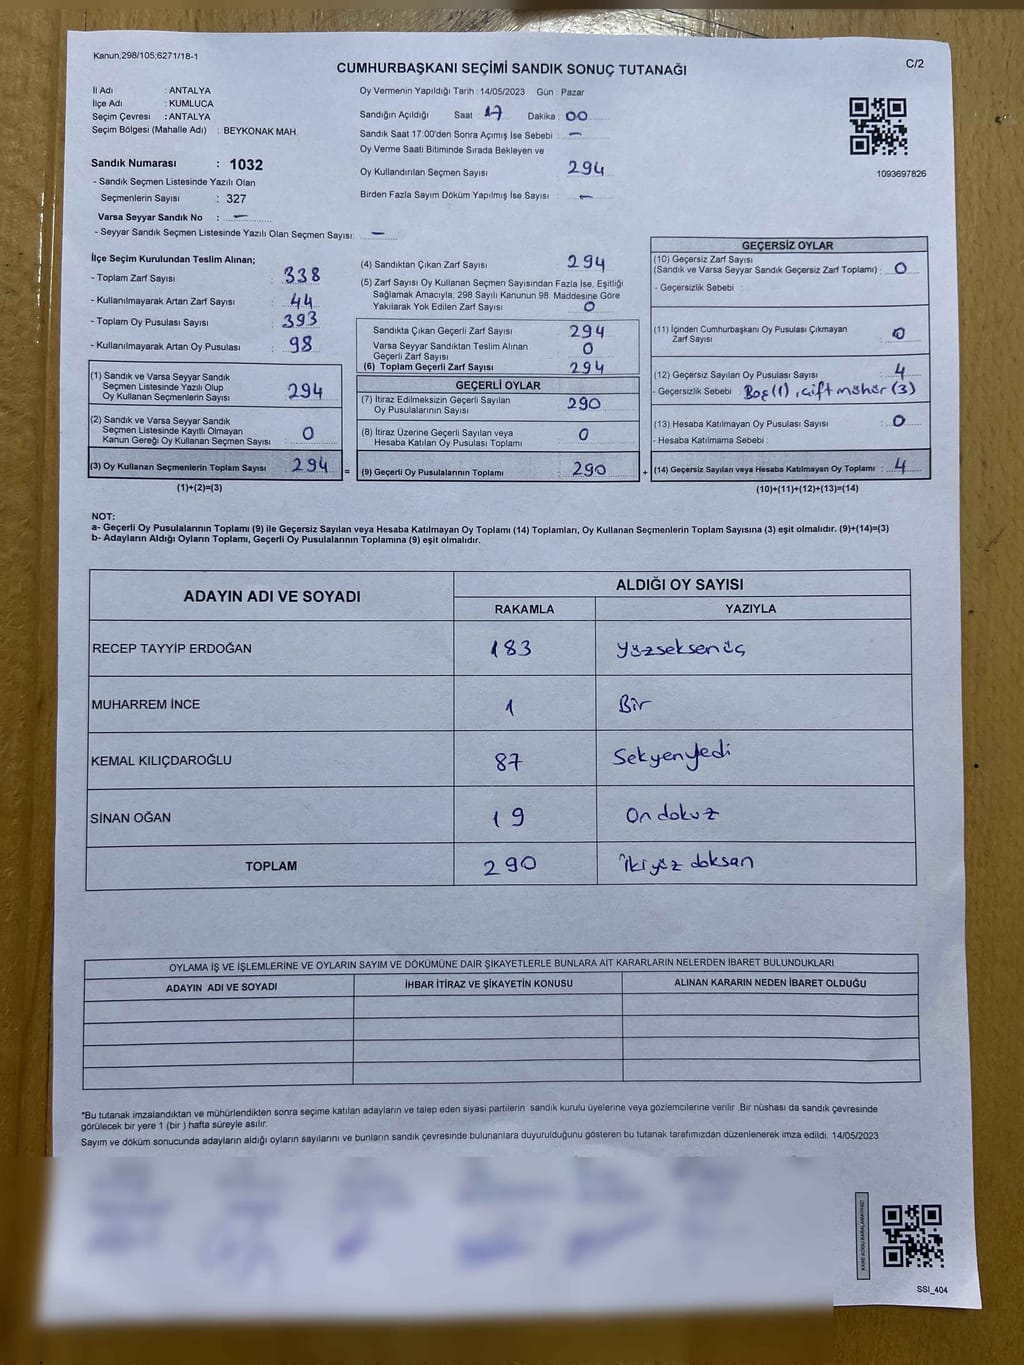 Kanun,298/105,6271/18-1
C/2
CUMHURBAŞKANI SEÇİMİ SANDIK SONUÇ TUTANAĞI
İl Adı : ANTALYA
İlçe Adı : KUMLUCA
Seçim Çevresi : ANTALYA
Seçim Bölgesi (Mahalle Adı) : BEYKONAK MAH.
Sandık Numarası : 1032
- Sandık Seçmen Listesinde Yazılı Olan
Seçmenlerin Sayısı : 327
Varsa Seyyar Sandık No : –
- Seyyar Sandık Seçmen Listesinde Yazılı Olan Seçmen Sayısı: –
Oy Vermenin Yapıldığı Tarih : 14/05/2023 Gün : Pazar
Sandığın Açıldığı Saat 17 Dakika 00
Sandık Saat 17:00'den Sonra Açımış İse Sebebi : –
Oy Verme Saati Bitiminde Sırada Bekleyen ve
Oy Kullandırılan Seçmen Sayısı 294
Birden Fazla Sayım Döküm Yapılmış İse Sayısı : –
1093697826
İlçe Seçim Kurulundan Teslim Alınan;
- Toplam Zarf Sayısı : 338
- Kullanılmayarak Artan Zarf Sayısı : 44
- Toplam Oy Pusulası Sayısı : 393
- Kullanılmayarak Artan Oy Pusulası : 98
(1) Sandık ve Varsa Seyyar Sandık
Seçmen Listesinde Yazılı Olup
Oy Kullanan Seçmenlerin Sayısı : 294
(2) Sandık ve Varsa Seyyar Sandık
Seçmen Listesinde Kayıtlı Olmayan
Kanun Gereği Oy Kullanan Seçmen Sayısı : 0
(3) Oy Kullanan Seçmenlerin Toplam Sayısı : 294 =
(1)+(2)=(3)
(4) Sandıktan Çıkan Zarf Sayısı : 294
(5) Zarf Sayısı Oy Kullanan Seçmen Sayısından Fazla İse, Eşitliği
Sağlamak Amacıyla, 298 Sayılı Kanunun 98. Maddesine Göre
Yakılarak Yok Edilen Zarf Sayısı : 0
Sandıkta Çıkan Geçerli Zarf Sayısı : 294
Varsa Seyyar Sandıktan Teslim Alınan
Geçerli Zarf Sayısı : 0
(6) Toplam Geçerli Zarf Sayısı : 294
GEÇERLİ OYLAR
(7) İtiraz Edilmeksizin Geçerli Sayılan
Oy Pusulalarının Sayısı : 290
(8) İtiraz Üzerine Geçerli Sayılan veya
Hesaba Katılan Oy Pusulası Toplamı : 0
(9) Geçerli Oy Pusulalarının Toplamı : 290 +
GEÇERSİZ OYLAR
(10) Geçersiz Zarf Sayısı
(Sandık ve Varsa Seyyar Sandık Geçersiz Zarf Toplamı) : 0
- Geçersizlik Sebebi :
(11) İçinden Cumhurbaşkanı Oy Pusulası Çıkmayan
Zarf Sayısı : 0
(12) Geçersiz Sayılan Oy Pusulası Sayısı : 4
- Geçersizlik Sebebi : Boş(1), çift mühür (3)
(13) Hesaba Katılmayan Oy Pusulası Sayısı : 0
- Hesaba Katılmama Sebebi :
(14) Geçersiz Sayılan veya Hesaba Katılmayan Oy Toplamı : 4
(10)+(11)+(12)+(13)=(14)
NOT:
a- Geçerli Oy Pusulalarının Toplamı (9) ile Geçersiz Sayılan veya Hesaba Katılmayan Oy Toplamı (14) Toplamları, Oy Kullanan Seçmenlerin Toplam Sayısına (3) eşit olmalıdır. (9)+(14)=(3)
b- Adayların Aldığı Oyların Toplamı, Geçerli Oy Pusulalarının Toplamına (9) eşit olmalıdır.
ADAYIN ADI VE SOYADI ALDIĞI OY SAYISI
RAKAMLA YAZIYLA
RECEP TAYYİP ERDOĞAN 183 Yüzseksenüç
MUHARREM İNCE 1 Bir
KEMAL KILIÇDAROĞLU 87 Seksenyedi
SİNAN OĞAN 19 On dokuz
TOPLAM 290 İkiyüz doksan
OYLAMA İŞ VE İŞLEMLERİNE VE OYLARIN SAYIM VE DÖKÜMÜNE DAİR ŞİKAYETLERLE BUNLARA AİT KARARLARIN NELERDEN İBARET BULUNDUKLARI
ADAYIN ADI VE SOYADI İHBAR İTİRAZ VE ŞİKAYETİN KONUSU ALINAN KARARIN NEDEN İBARET OLDUĞU
*Bu tutanak imzalandıktan ve mühürlendikten sonra seçime katılan adayların ve talep eden siyasi partilerin sandık kurulu üyelerine veya gözlemcilerine verilir. Bir nüshası da sandık çevresinde
görülecek bir yere 1 (bir) hafta süreyle asılır.
Sayım ve döküm sonucunda adayların aldığı oyların sayılarını ve bunların sandık çevresinde bulunanlara duyurulduğunu gösteren bu tutanak tarafımızdan düzenlenerek imza edildi. 14/05/2023
SSI_404